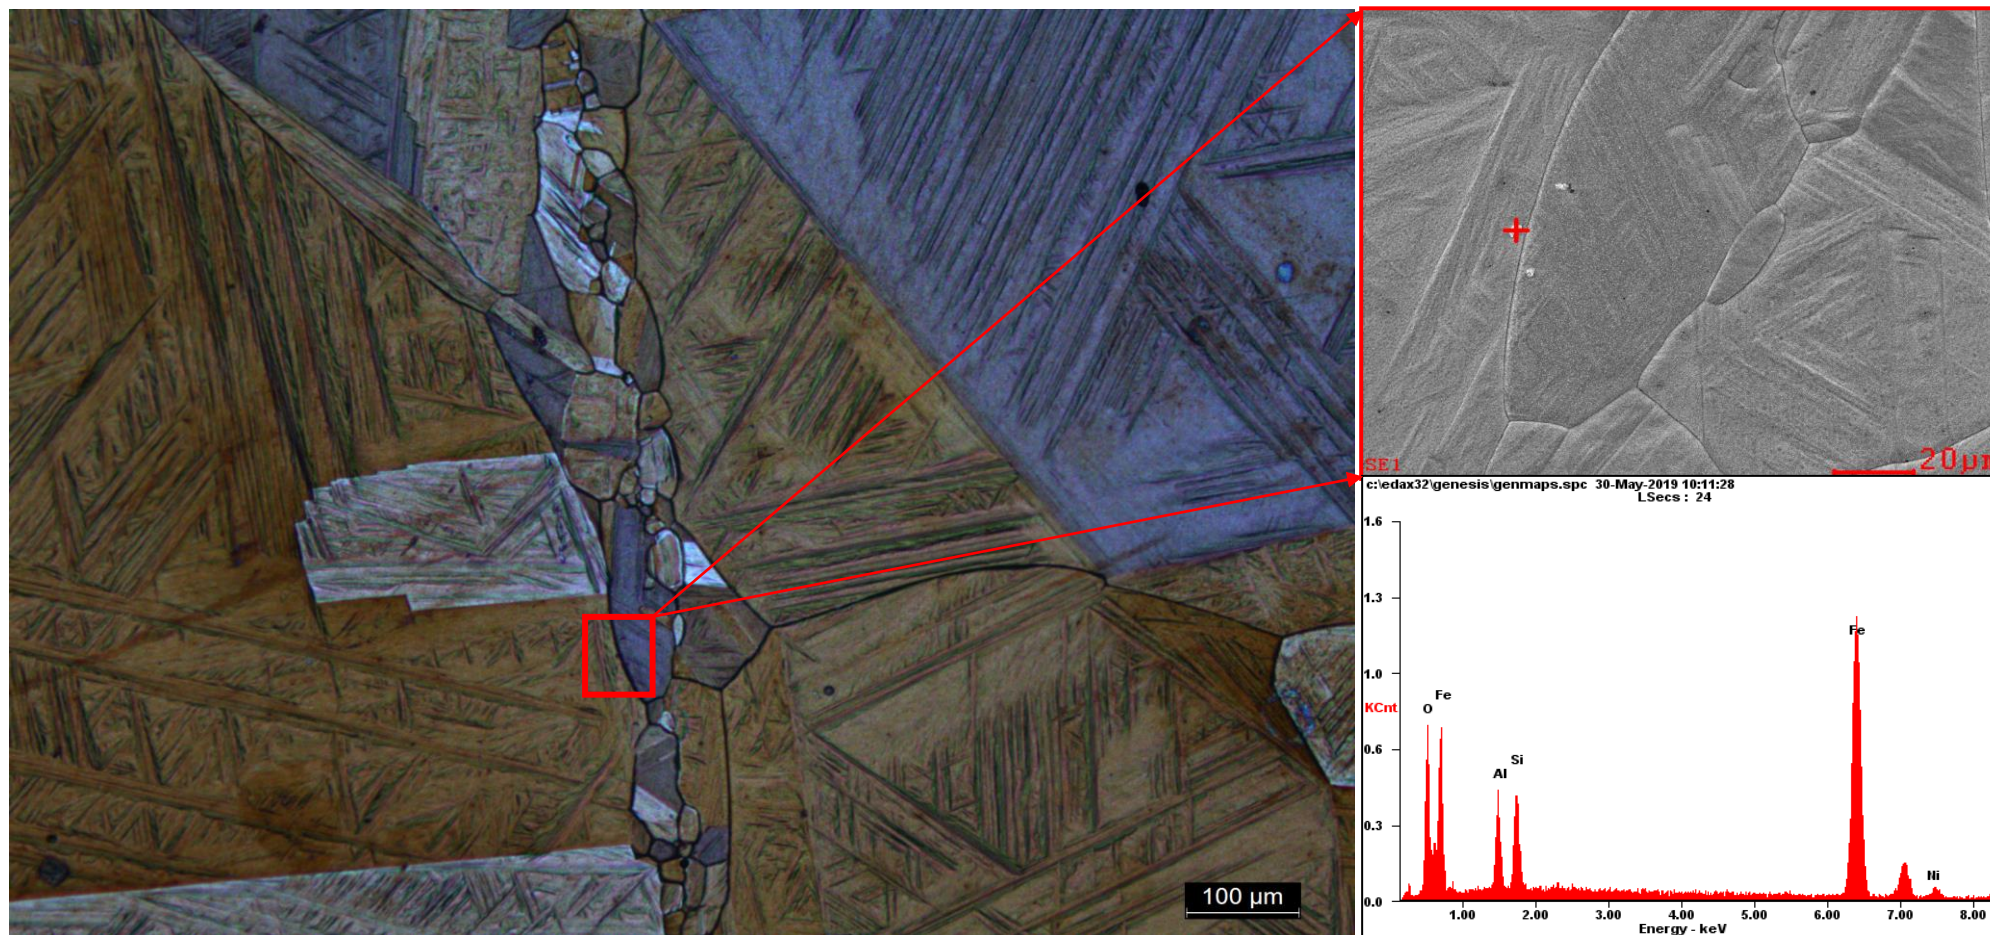 100 µm
SE1
20µm
c:\edax32\genesis\genmaps.spc 30-May-2019 10:11:28
LSecs : 24
1.6
1.3
1.0
0.6
0.3
0.0
KCnt
O
Fe
Al
Si
Fe
Ni
1.00 2.00 3.00 4.00 5.00 6.00 7.00 8.00
Energy - keV